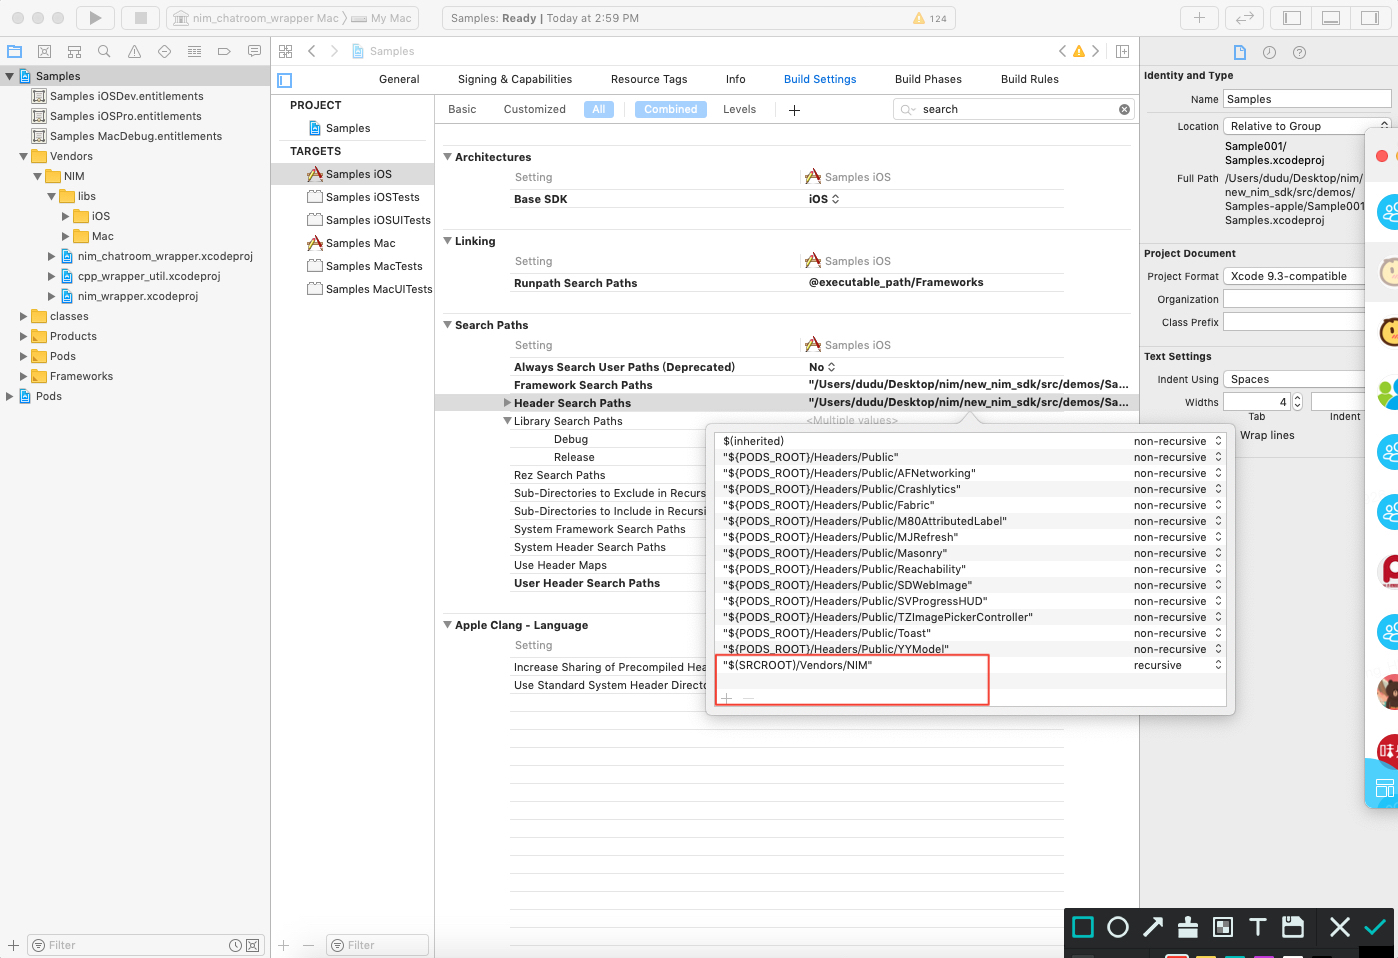 nim_chatroom_wrapper Mac
My Mac
Samples: Ready | Today at 2:59 PM
124
Samples
General
Signing & Capabilities
Resource Tags
Info
Build Settings
Build Phases
Build Rules
Basic
Customized
All
Combined
Levels
search
Samples
Samples iOSDev.entitlements
Samples iOSPro.entitlements
Samples MacDebug.entitlements
Vendors
NIM
libs
iOS
Mac
nim_chatroom_wrapper.xcodeproj
cpp_wrapper_util.xcodeproj
nim_wrapper.xcodeproj
classes
Products
Pods
Frameworks
Pods
Filter
PROJECT
Samples
TARGETS
Samples iOS
Samples iOSTests
Samples iOSUITests
Samples Mac
Samples MacTests
Samples MacUITests
Filter
Architectures
Setting
Samples iOS
Base SDK
iOS
Linking
Setting
Samples iOS
Runpath Search Paths
@executable_path/Frameworks
Search Paths
Setting
Samples iOS
Always Search User Paths (Deprecated)
No
Framework Search Paths
"/Users/dudu/Desktop/nim/new_nim_sdk/src/demos/Sa...
Header Search Paths
"/Users/dudu/Desktop/nim/new_nim_sdk/src/demos/Sa...
Library Search Paths
<Multiple values>
Debug
Release
Rez Search Paths
Sub-Directories to Exclude in Recurs
Sub-Directories to Include in Recursi
System Framework Search Paths
System Header Search Paths
Use Header Maps
User Header Search Paths
Apple Clang - Language
Setting
Increase Sharing of Precompiled Hea
Use Standard System Header Directo
$(inherited) non-recursive
"${PODS_ROOT}/Headers/Public" non-recursive
"${PODS_ROOT}/Headers/Public/AFNetworking" non-recursive
"${PODS_ROOT}/Headers/Public/Crashlytics" non-recursive
"${PODS_ROOT}/Headers/Public/Fabric" non-recursive
"${PODS_ROOT}/Headers/Public/M80AttributedLabel" non-recursive
"${PODS_ROOT}/Headers/Public/MJRefresh" non-recursive
"${PODS_ROOT}/Headers/Public/Masonry" non-recursive
"${PODS_ROOT}/Headers/Public/Reachability" non-recursive
"${PODS_ROOT}/Headers/Public/SDWebImage" non-recursive
"${PODS_ROOT}/Headers/Public/SVProgressHUD" non-recursive
"${PODS_ROOT}/Headers/Public/TZImagePickerController" non-recursive
"${PODS_ROOT}/Headers/Public/Toast" non-recursive
"${PODS_ROOT}/Headers/Public/YYModel" non-recursive
"$(SRCROOT)/Vendors/NIM" recursive
Identity and Type
Name
Samples
Location
Relative to Group
Sample001/
Samples.xcodeproj
Full Path
/Users/dudu/Desktop/nim/
new_nim_sdk/src/demos/
Samples-apple/Sample001
Samples.xcodeproj
Project Document
Project Format
Xcode 9.3-compatible
Organization
Class Prefix
Text Settings
Indent Using
Spaces
Widths
4
Tab
Indent
Wrap lines
T